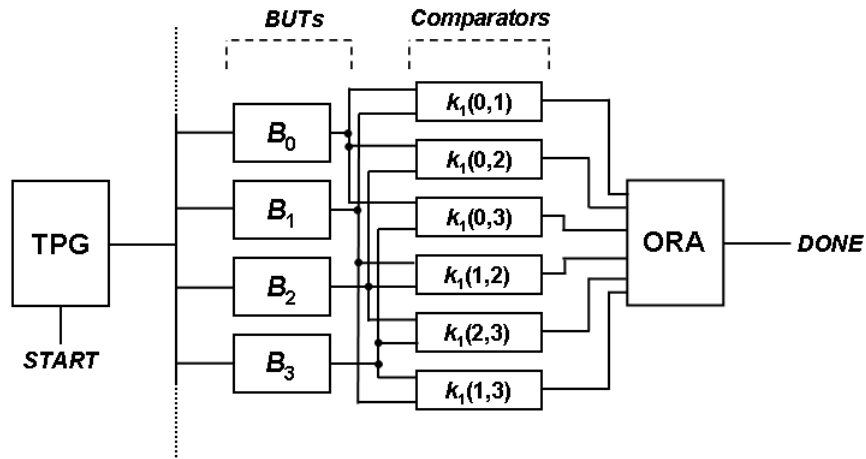 BUTs
Comparators
TPG
START
B0
B1
B2
B3
k1(0,1)
k1(0,2)
k1(0,3)
k1(1,2)
k1(2,3)
k1(1,3)
ORA
DONE